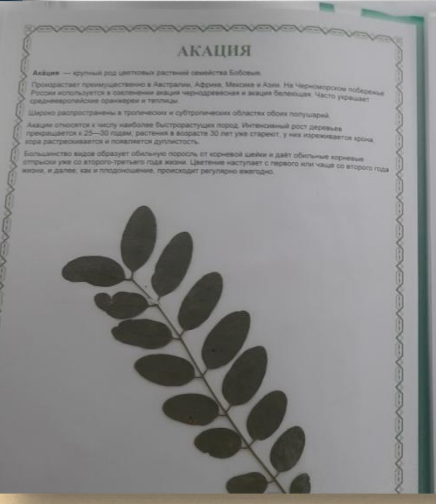 АКАЦИЯ
Ака́ция — крупный род цветковых растений семейства Бобовых.
Произрастает преимущественно в Австралии, Африке, Мексике и Азии. На Черноморском побережье
России используется в озеленении акация чернодревесная и акация белеющая. Часто украшает
среднеевропейские оранжереи и теплицы.
Широко распространены в тропических и субтропических областях обоих полушарий.
Акации относятся к числу наиболее быстрорастущих пород. Интенсивный рост деревьев
прекращается к 25—30 годам; растения в возрасте 30 лет уже стареют, у них изреживается крона,
кора растрескивается и появляется дуплистость.
Большинство видов образует обильную поросль от корневой шейки и даёт обильные корневые
отпрыски уже со второго-третьего года жизни. Цветение наступает с первого или чаще со второго года
жизни, и далее, как и плодоношение, происходит регулярно ежегодно.